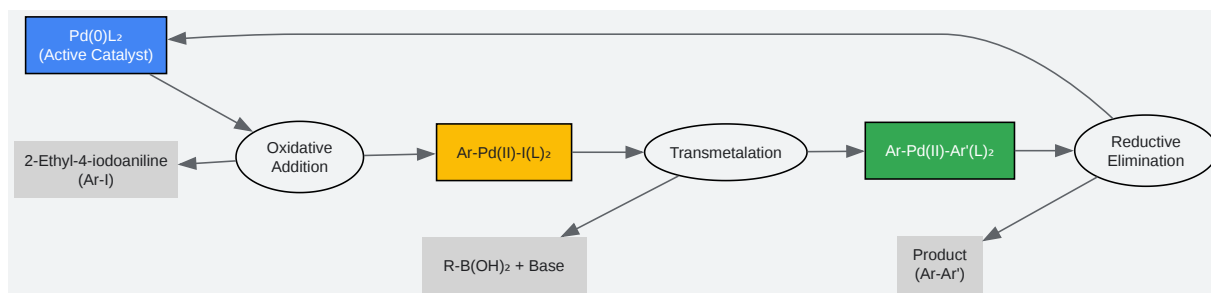 Pd(0)L₂
(Active Catalyst)
2-Ethyl-4-iodoaniline
(Ar-I)
Oxidative
Addition
Ar-Pd(II)-I(L)₂
Transmetalation
R-B(OH)₂ + Base
Ar-Pd(II)-Ar'(L)₂
Reductive
Elimination
Product
(Ar-Ar')